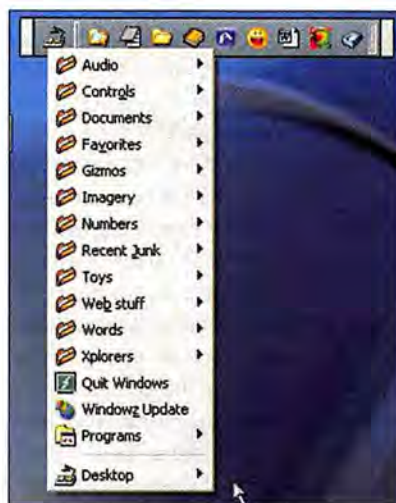 Audio
Controls
Documents
Favorites
Gizmos
Imagery
Numbers
Recent Junk
Toys
Web stuff
Words
Xplorers
Quit Windows
Windowz Update
Programs
Desktop